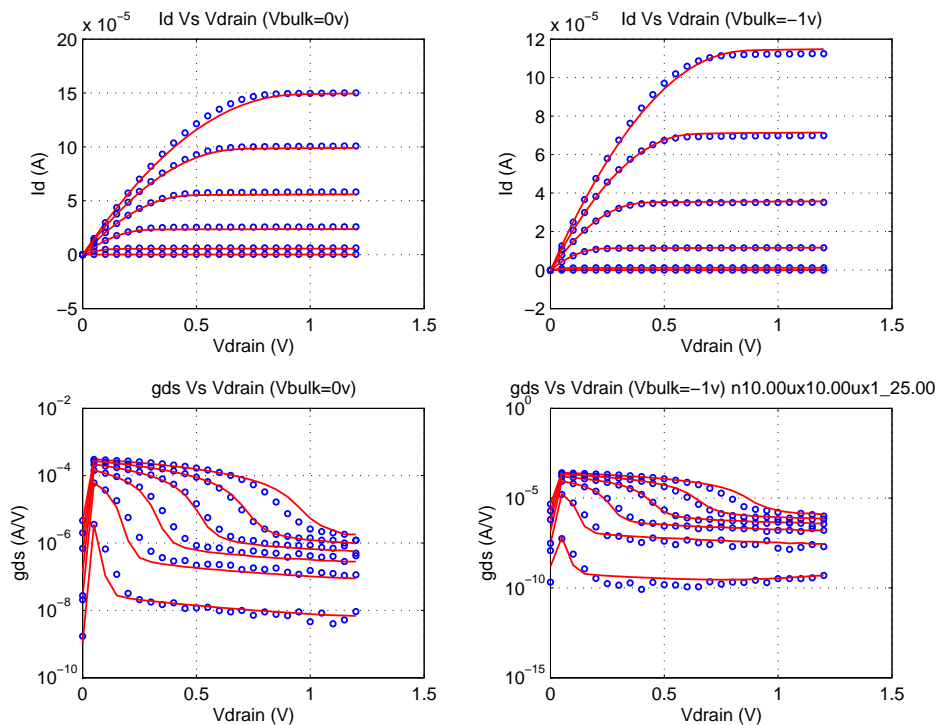 x 10⁻⁵
Id Vs Vdrain (Vbulk=0v)
20
15
10
5
0
−5
Id (A)
0
0.5
1
1.5
Vdrain (V)
x 10⁻⁵
Id Vs Vdrain (Vbulk=−1v)
12
10
8
6
4
2
0
−2
Id (A)
0
0.5
1
1.5
Vdrain (V)
gds Vs Vdrain (Vbulk=0v)
10⁻²
10⁻⁴
10⁻⁶
10⁻⁸
10⁻¹⁰
gds (A/V)
0
0.5
1
1.5
Vdrain (V)
gds Vs Vdrain (Vbulk=−1v) n10.00ux10.00ux1_25.00
10⁰
10⁻⁵
10⁻¹⁰
10⁻¹⁵
gds (A/V)
0
0.5
1
1.5
Vdrain (V)